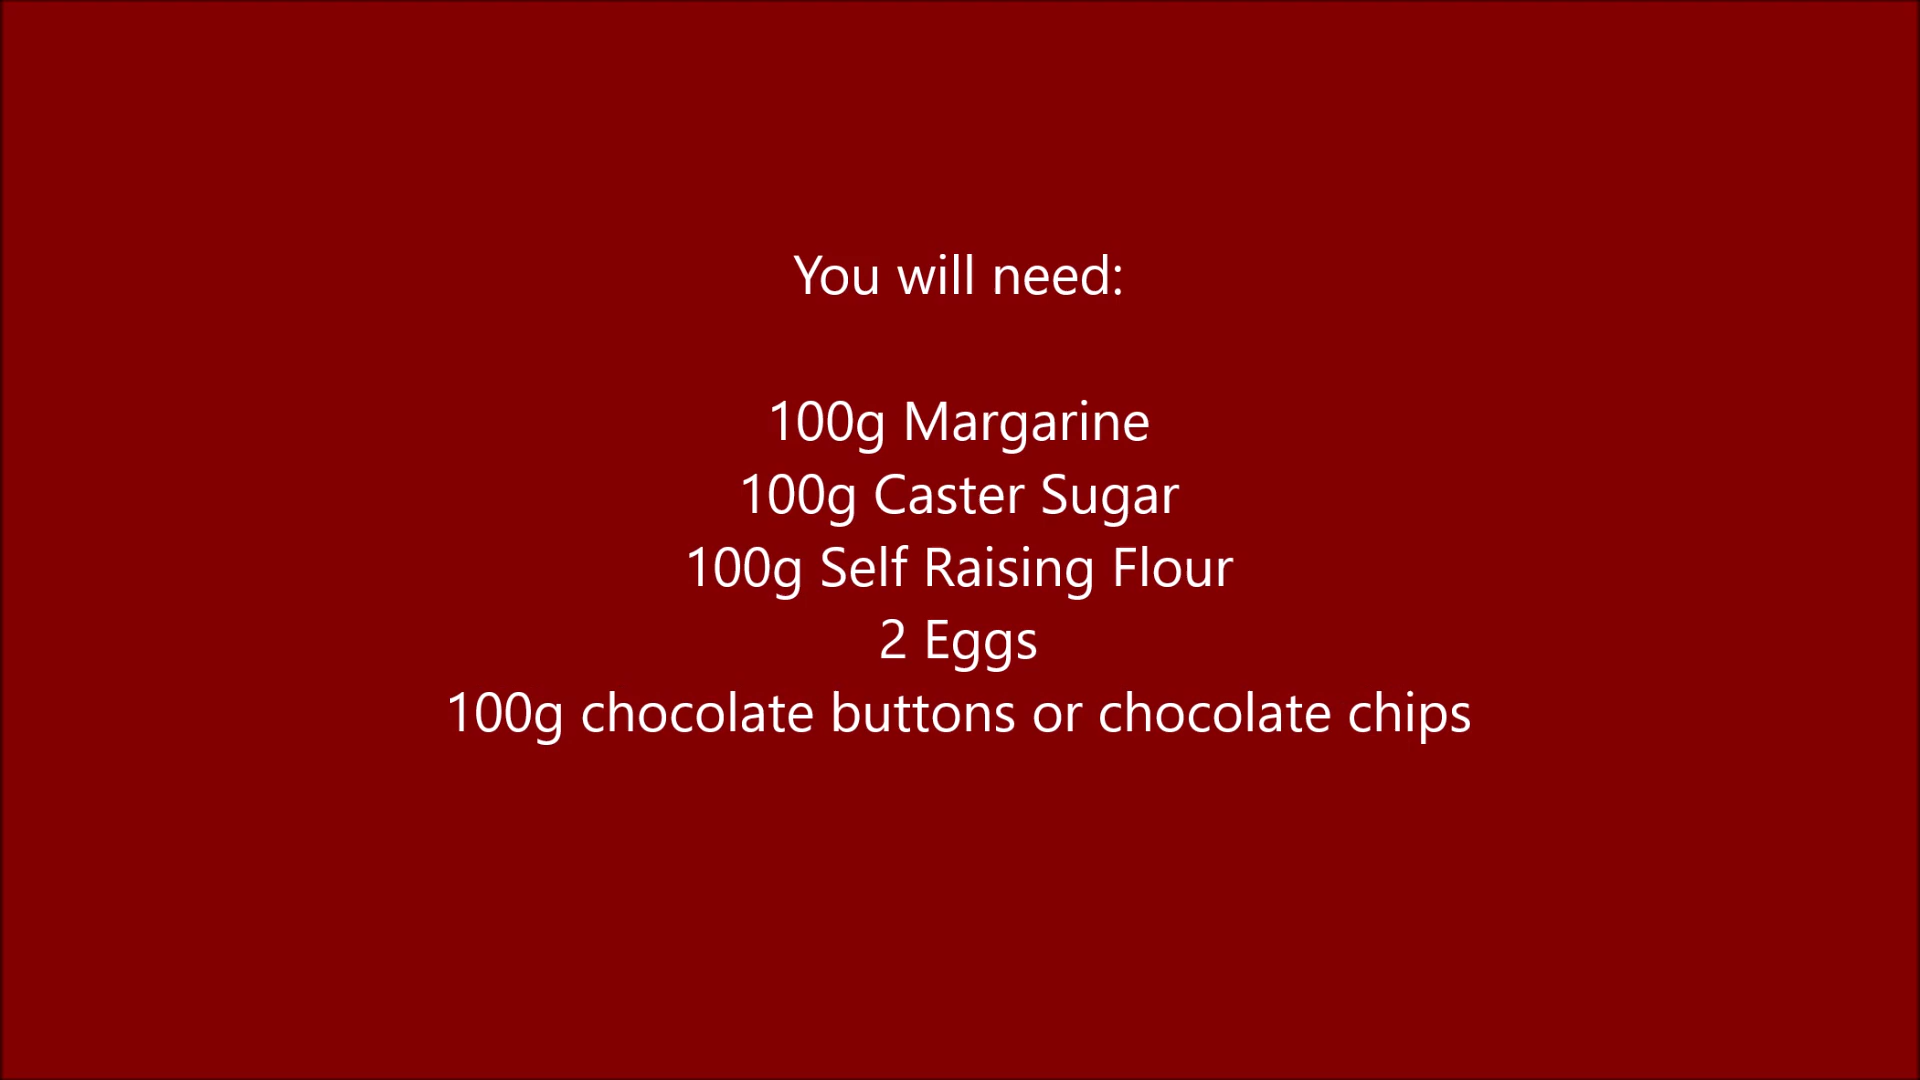 You will need:
100g Margarine
100g Caster Sugar
100g Self Raising Flour
2 Eggs
100g chocolate buttons or chocolate chips